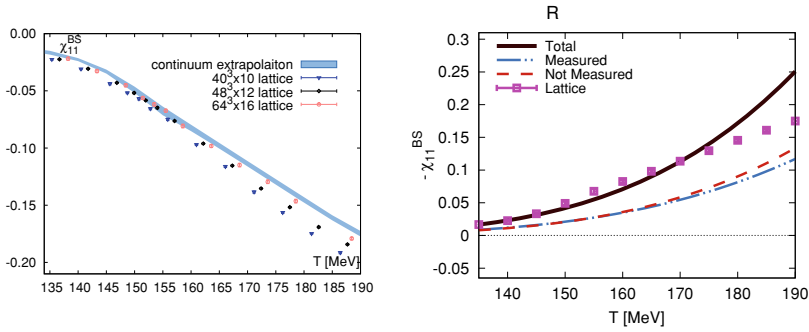 0.00
-0.05
-0.10
-0.15
-0.20
χ₁₁ᴮˢ
continuum extrapolaiton
40³x10 lattice
48³x12 lattice
64³x16 lattice
T [MeV]
135 140 145 150 155 160 165 170 175 180 185 190
R
0.3
0.25
0.2
0.15
0.1
0.05
0
-0.05
- χ₁₁ᴮˢ
Total
Measured
Not Measured
Lattice
140 150 160 170 180 190
T [MeV]